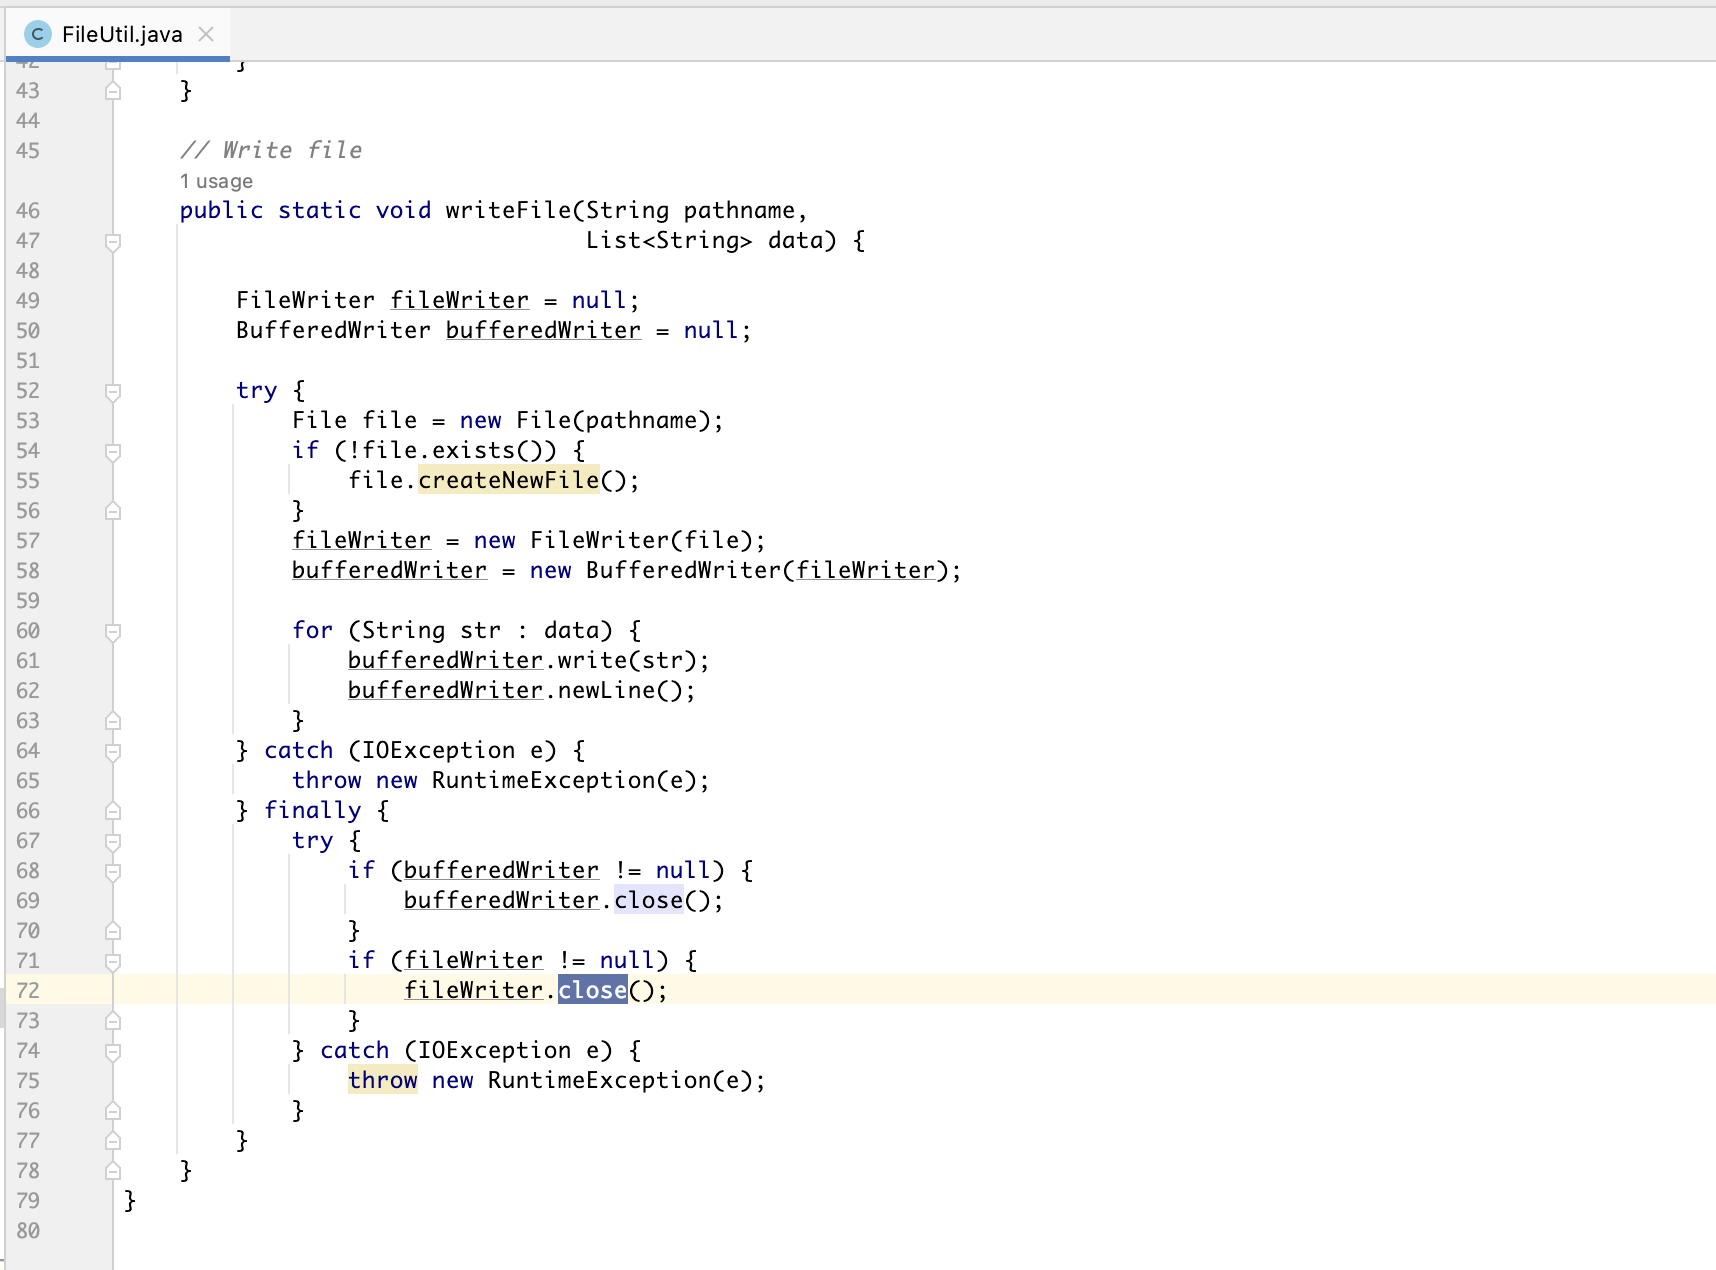 C FileUtil.java
42 }
43 }
44
45 // Write file
1 usage
46 public static void writeFile(String pathname,
47 List<String> data) {
48
49 FileWriter fileWriter = null;
50 BufferedWriter bufferedWriter = null;
51
52 try {
53 File file = new File(pathname);
54 if (!file.exists()) {
55 file.createNewFile();
56 }
57 fileWriter = new FileWriter(file);
58 bufferedWriter = new BufferedWriter(fileWriter);
59
60 for (String str : data) {
61 bufferedWriter.write(str);
62 bufferedWriter.newLine();
63 }
64 } catch (IOException e) {
65 throw new RuntimeException(e);
66 } finally {
67 try {
68 if (bufferedWriter != null) {
69 bufferedWriter.close();
70 }
71 if (fileWriter != null) {
72 fileWriter.close();
73 }
74 } catch (IOException e) {
75 throw new RuntimeException(e);
76 }
77 }
78 }
79 }
80